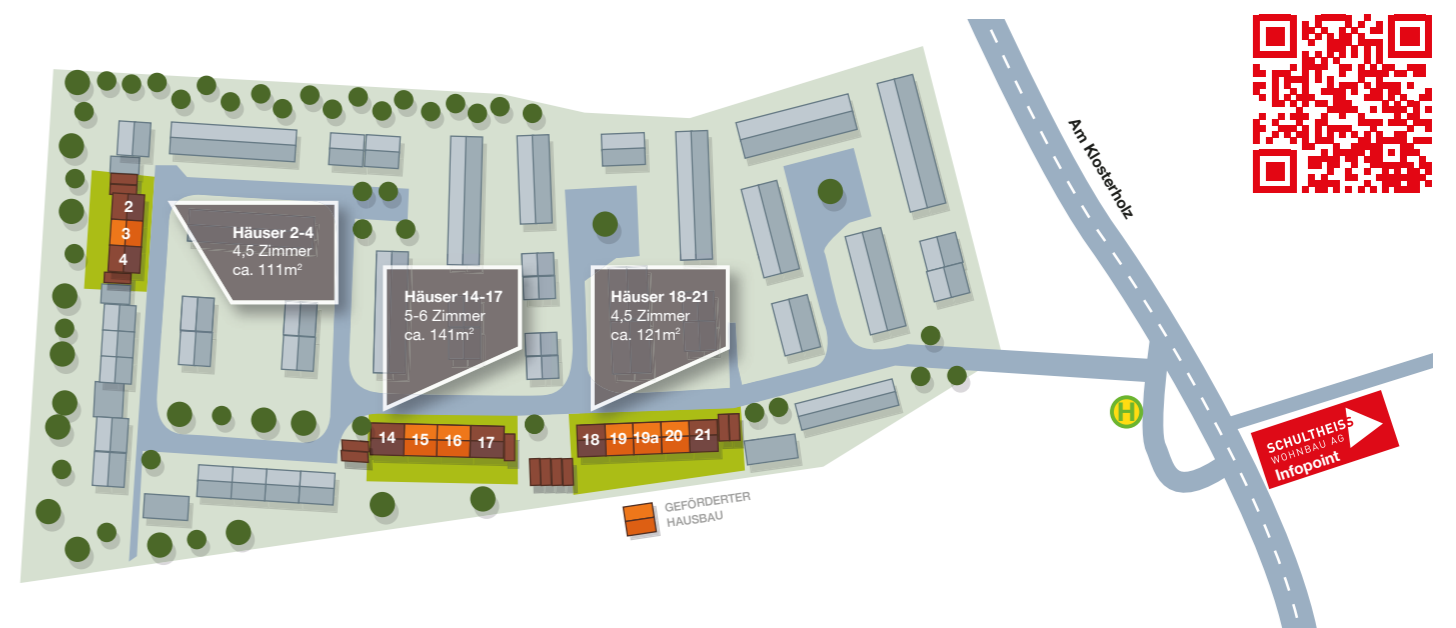 Am Klosterholz
2
3
4
Häuser 2-4
4,5 Zimmer
ca. 111m²
Häuser 14-17
5-6 Zimmer
ca. 141m²
Häuser 18-21
4,5 Zimmer
ca. 121m²
14 15 16 17
18 19 19a 20 21
H
SCHULTHEISS
WOHNBAU AG
Infopoint
GEFÖRDERTER
HAUSBAU